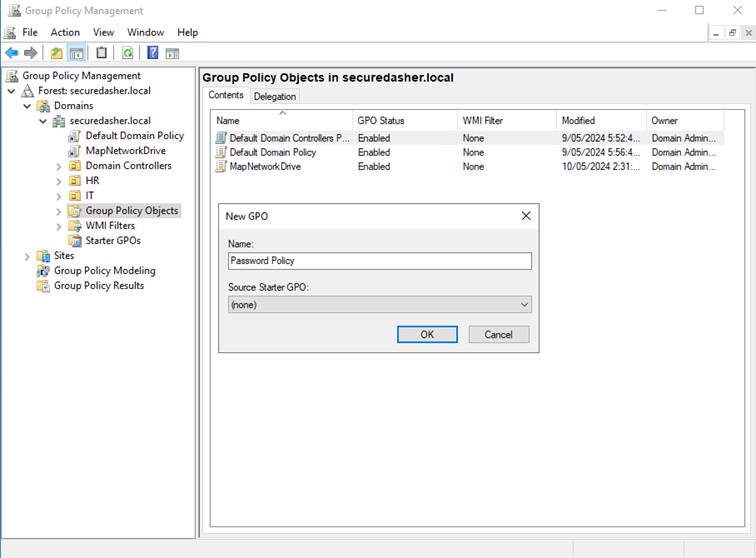 Group Policy Management
File Action View Window Help
Group Policy Management
Forest: securedasher.local
Domains
securedasher.local
Default Domain Policy
MapNetworkDrive
Domain Controllers
HR
IT
Group Policy Objects
WMI Filters
Starter GPOs
Sites
Group Policy Modeling
Group Policy Results
Group Policy Objects in securedasher.local
Contents Delegation
Name GPO Status WMI Filter Modified Owner
Default Domain Controllers P... Enabled None 9/05/2024 5:52:4... Domain Admin...
Default Domain Policy Enabled None 9/05/2024 5:56:4... Domain Admin...
MapNetworkDrive Enabled None 10/05/2024 2:31:... Domain Admin...
New GPO
Name:
Password Policy
Source Starter GPO:
(none)
OK Cancel